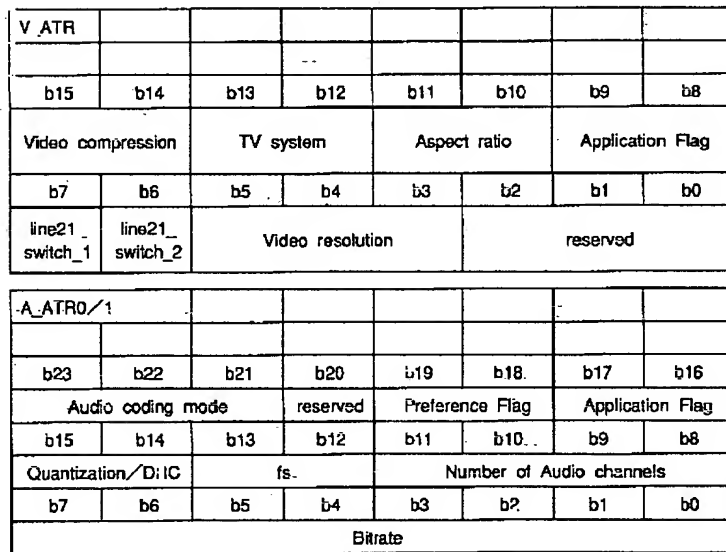 V_ATR
b15 b14 b13 b12 b11 b10 b9 b8
Video compression TV system Aspect ratio Application Flag
b7 b6 b5 b4 b3 b2 b1 b0
line21_ line21_
switch_1 switch_2 Video resolution reserved
A_ATR0/1
b23 b22 b21 b20 b19 b18 b17 b16
Audio coding mode reserved Preference Flag Application Flag
b15 b14 b13 b12 b11 b10 b9 b8
Quantization/ fs Number of Audio channels
b7 b6 b5 b4 b3 b2 b1 b0
Bitrate